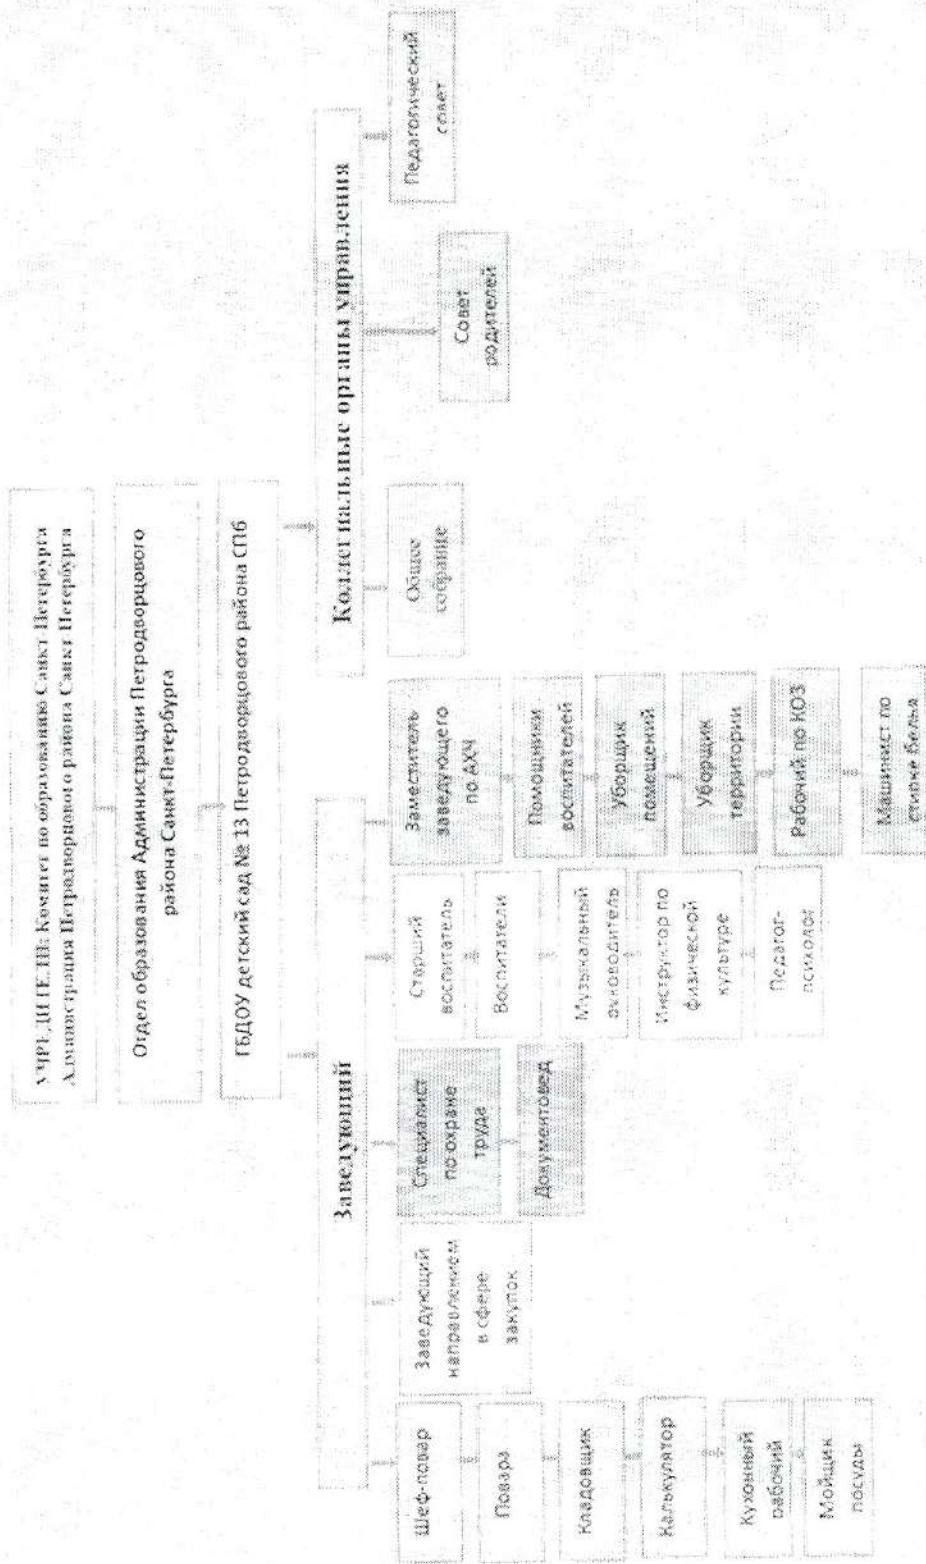 УЧРЕДИТЕЛИ: Комитет по образованию Санкт-Петербурга
Администрация Петродворцового района Санкт-Петербурга
Отдел образования Администрации Петродворцового
района Санкт-Петербурга
ГБДОУ детский сад № 13 Петродворцового района СПб
Заведующий
Коллегиальные органы управления
Шеф-повар
Повара
Кладовщик
Калькулятор
Кухонный
рабочий
Мойщик
посуды
Заведующий
направлением
в сфере
закупок
Специалист
по охране
труда
Документовед
Старший
воспитатель
Воспитатели
Музыкальный
руководитель
Инструктор по
физической
культуре
Педагог-
психолог
Заместитель
заведующего
по АХЧ
Помощники
воспитателей
Уборщик
помещений
Уборщик
территории
Рабочий по КОЗ
Машинист по
стирке белья
Общее
собрание
Совет
родителей
Педагогический
совет